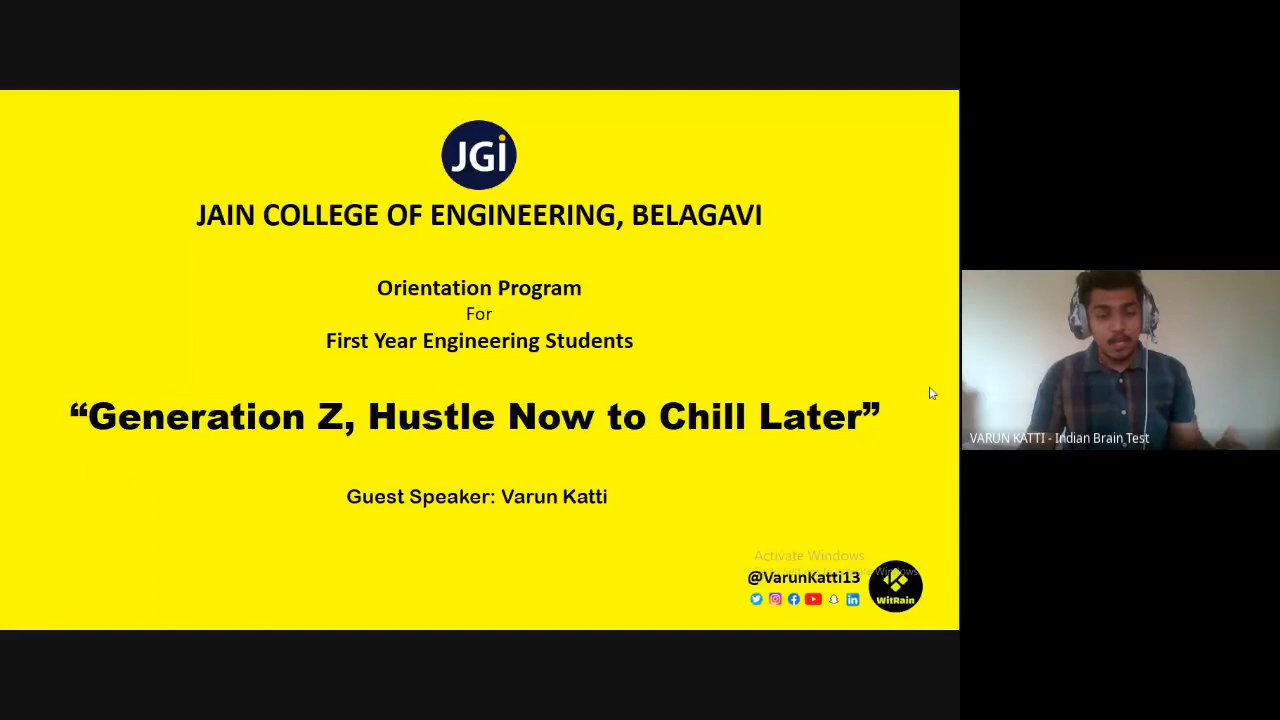 JGi
JAIN COLLEGE OF ENGINEERING, BELAGAVI
Orientation Program
For
First Year Engineering Students
“Generation Z, Hustle Now to Chill Later”
Guest Speaker: Varun Katti
Activate Windows
@VarunKatti13
WitRain
VARUN KATTI - Indian Brain Test